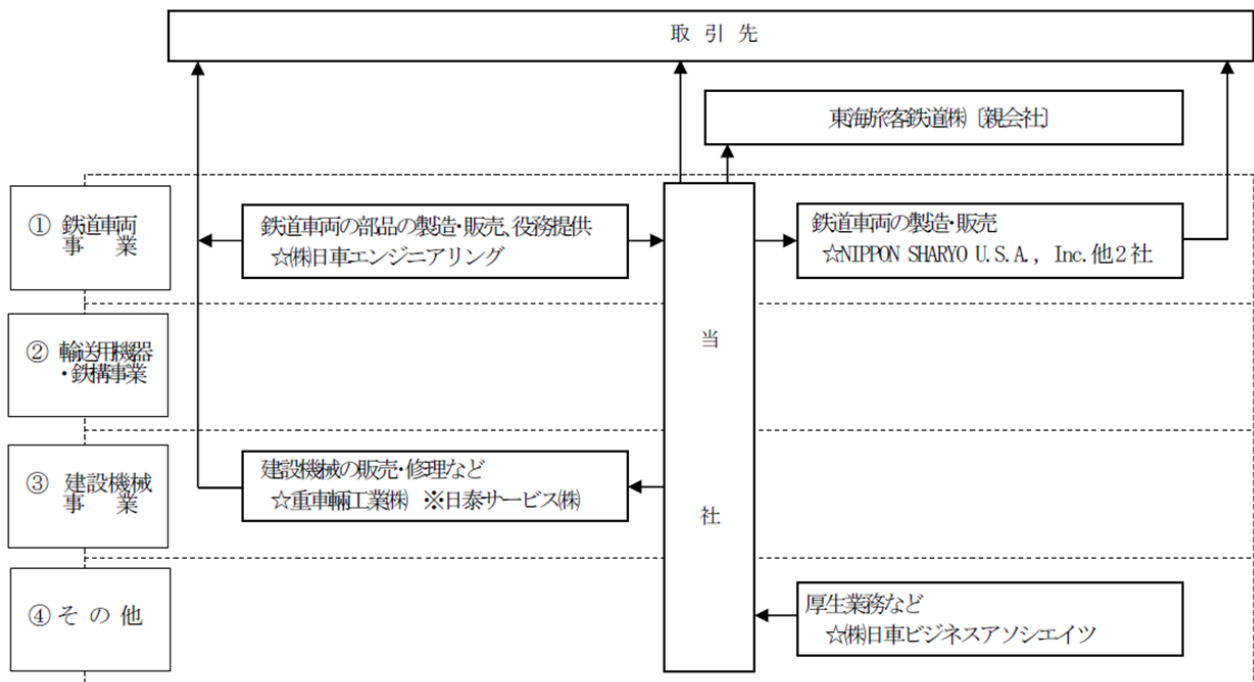 取 引 先
東海旅客鉄道㈱〔親会社〕
① 鉄道車両
事 業
鉄道車両の部品の製造・販売、役務提供
☆㈱日車エンジニアリング
鉄道車両の製造・販売
☆NIPPON SHARYO U.S.A., Inc.他2社
② 輸送用機器
・鉄構事業
当
社
③ 建設機械
事 業
建設機械の販売・修理など
☆重車輛工業㈱ ※日泰サービス㈱
④ そ の 他
厚生業務など
☆㈱日車ビジネスアソシエイツ